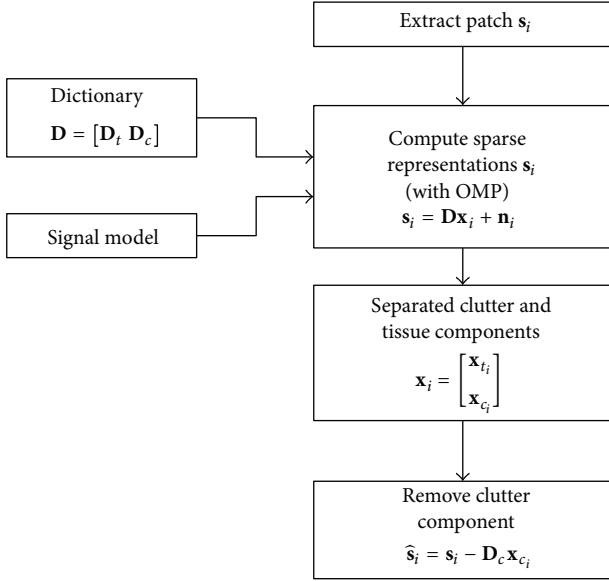 Extract patch s_i
Dictionary
D = [D_t D_c]
Compute sparse
representations s_i
(with OMP)
s_i = Dx_i + n_i
Signal model
Separated clutter and
tissue components
x_i = [x_{t_i}
x_{c_i}]
Remove clutter
component
ŝ_i = s_i − D_c x_{c_i}